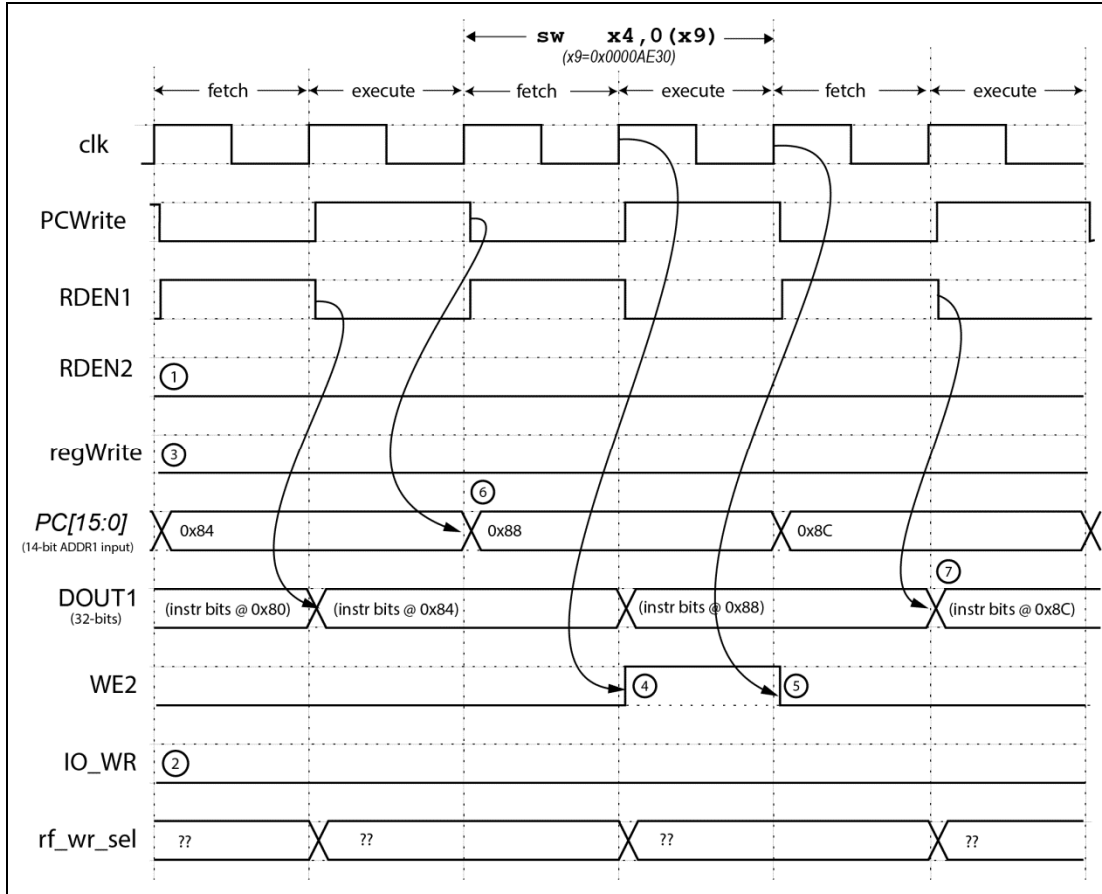 sw x4,0(x9)
(x9=0x0000AE30)
fetch execute fetch execute fetch execute
clk
PCWrite
RDEN1
RDEN2
①
regWrite
③
⑥
PC[15:0]
0x84 0x88 0x8C
(14-bit ADDR1 input)
⑦
DOUT1
(instr bits @ 0x80) (instr bits @ 0x84) (instr bits @ 0x88) (instr bits @ 0x8C)
(32-bits)
WE2
④ ⑤
IO_WR
②
rf_wr_sel
?? ?? ?? ??